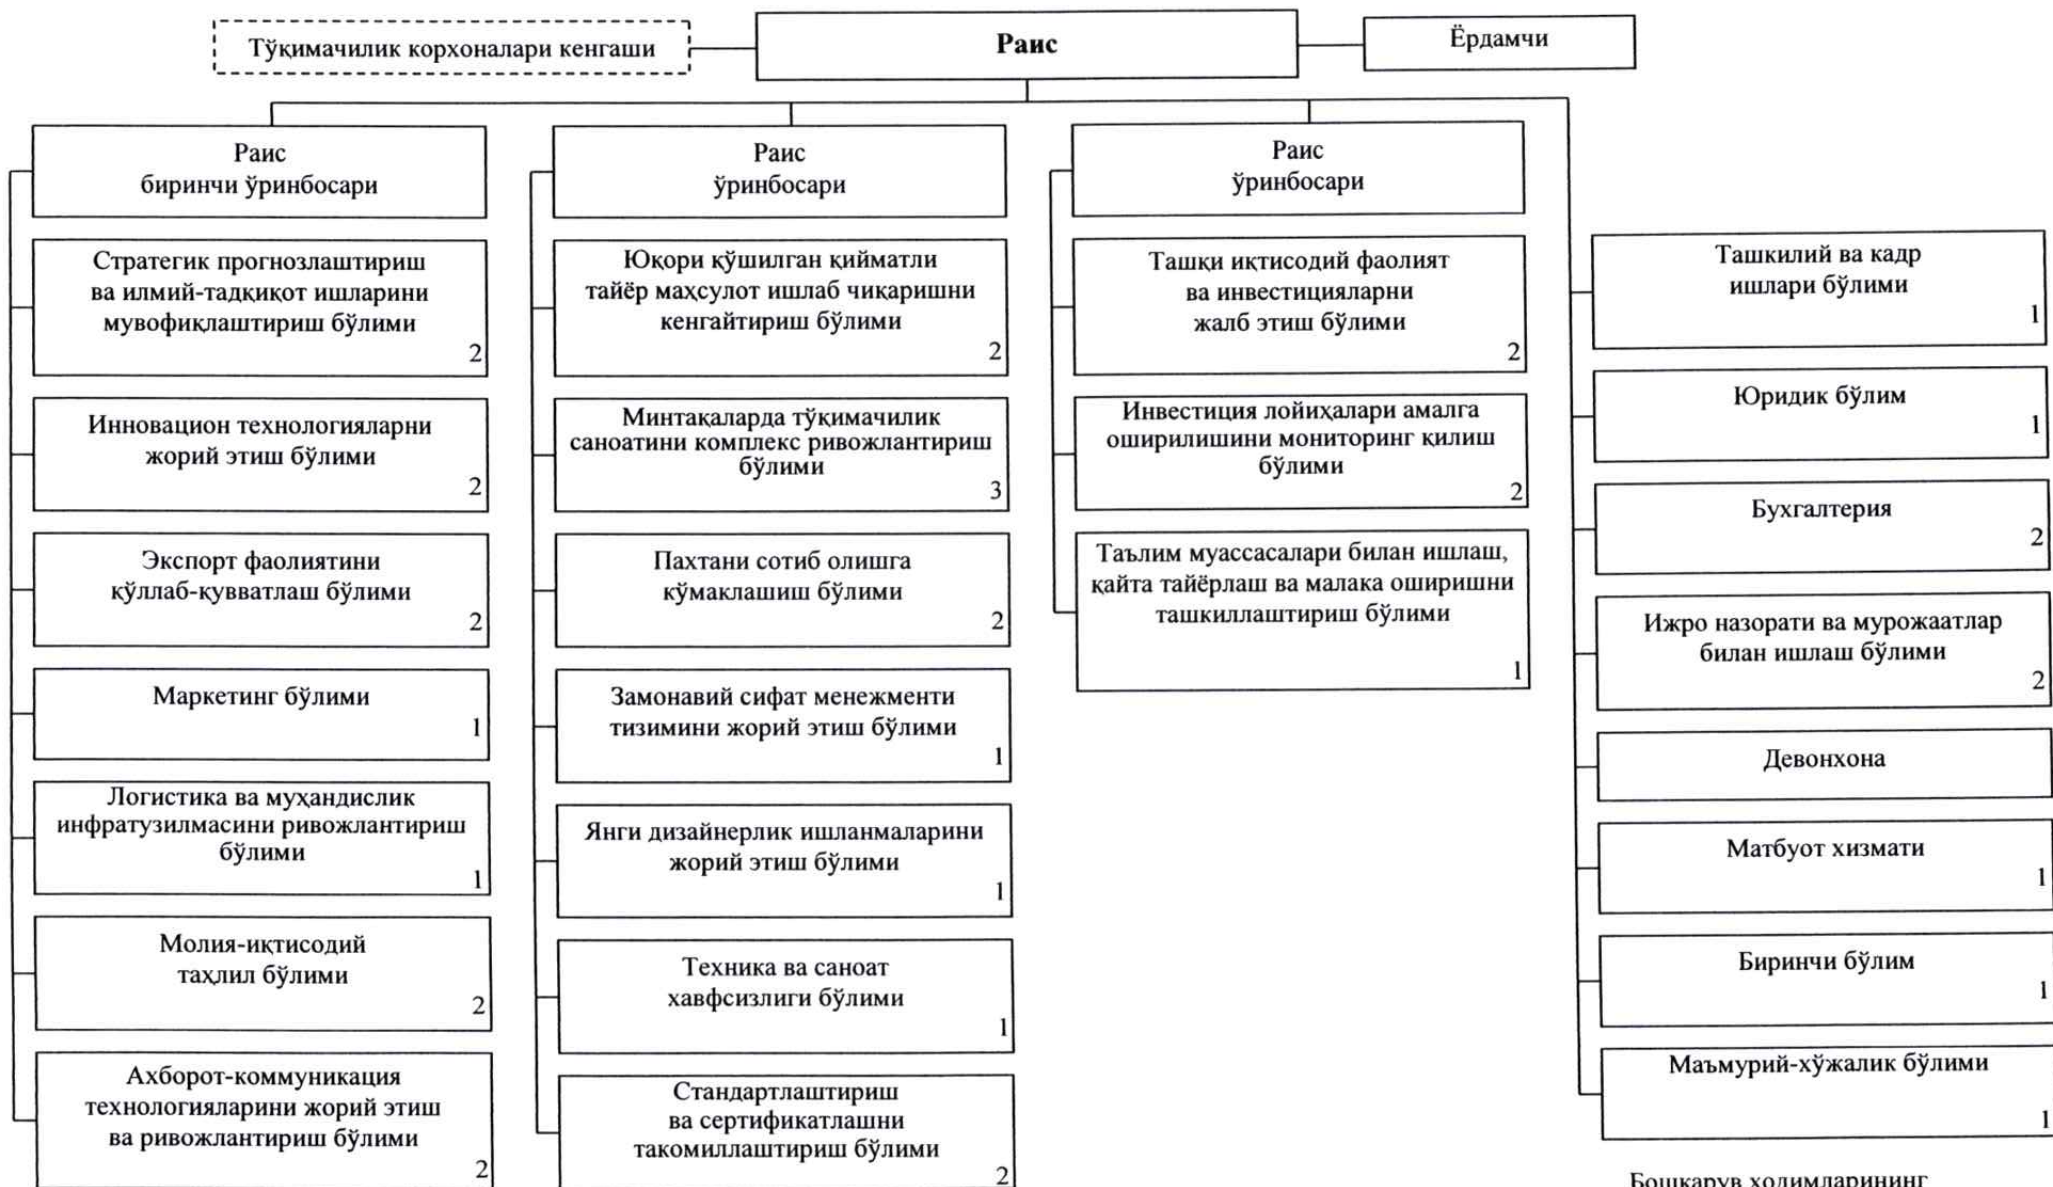 Тўқимачилик корхоналари кенгаши
Раис
Ёрдамчи
Раис
биринчи ўринбосари
Стратегик прогнозлаштириш
ва илмий-тадқиқот ишларини
мувофиқлаштириш бўлими
2
Инновацион технологияларни
жорий этиш бўлими
2
Экспорт фаолиятини
қўллаб-қувватлаш бўлими
2
Маркетинг бўлими
1
Логистика ва муҳандислик
инфратузилмасини ривожлантириш
бўлими
1
Молия-иқтисодий
таҳлил бўлими
2
Ахборот-коммуникация
технологияларини жорий этиш
ва ривожлантириш бўлими
2
Раис
ўринбосари
Юқори қўшилган қийматли
тайёр маҳсулот ишлаб чиқаришни
кенгайтириш бўлими
2
Минтақаларда тўқимачилик
саноатини комплекс ривожлантириш
бўлими
3
Пахтани сотиб олишга
кўмаклашиш бўлими
2
Замонавий сифат менежменти
тизимини жорий этиш бўлими
1
Янги дизайнерлик ишланмаларини
жорий этиш бўлими
1
Техника ва саноат
хавфсизлиги бўлими
1
Стандартлаштириш
ва сертификатлашни
такомиллаштириш бўлими
2
Раис
ўринбосари
Ташқи иқтисодий фаолият
ва инвестицияларни
жалб этиш бўлими
2
Инвестиция лойиҳалари амалга
оширилишини мониторинг қилиш
бўлими
2
Таълим муассасалари билан ишлаш,
қайта тайёрлаш ва малака оширишни
ташкиллаштириш бўлими
1
Ташкилий ва кадр
ишлари бўлими
1
Юридик бўлим
1
Бухгалтерия
2
Ижро назорати ва мурожаатлар
билан ишлаш бўлими
2
Девонхона
Матбуот хизмати
1
Биринчи бўлим
1
Маъмурий-хўжалик бўлими
1
Бошқарув ходимларининг